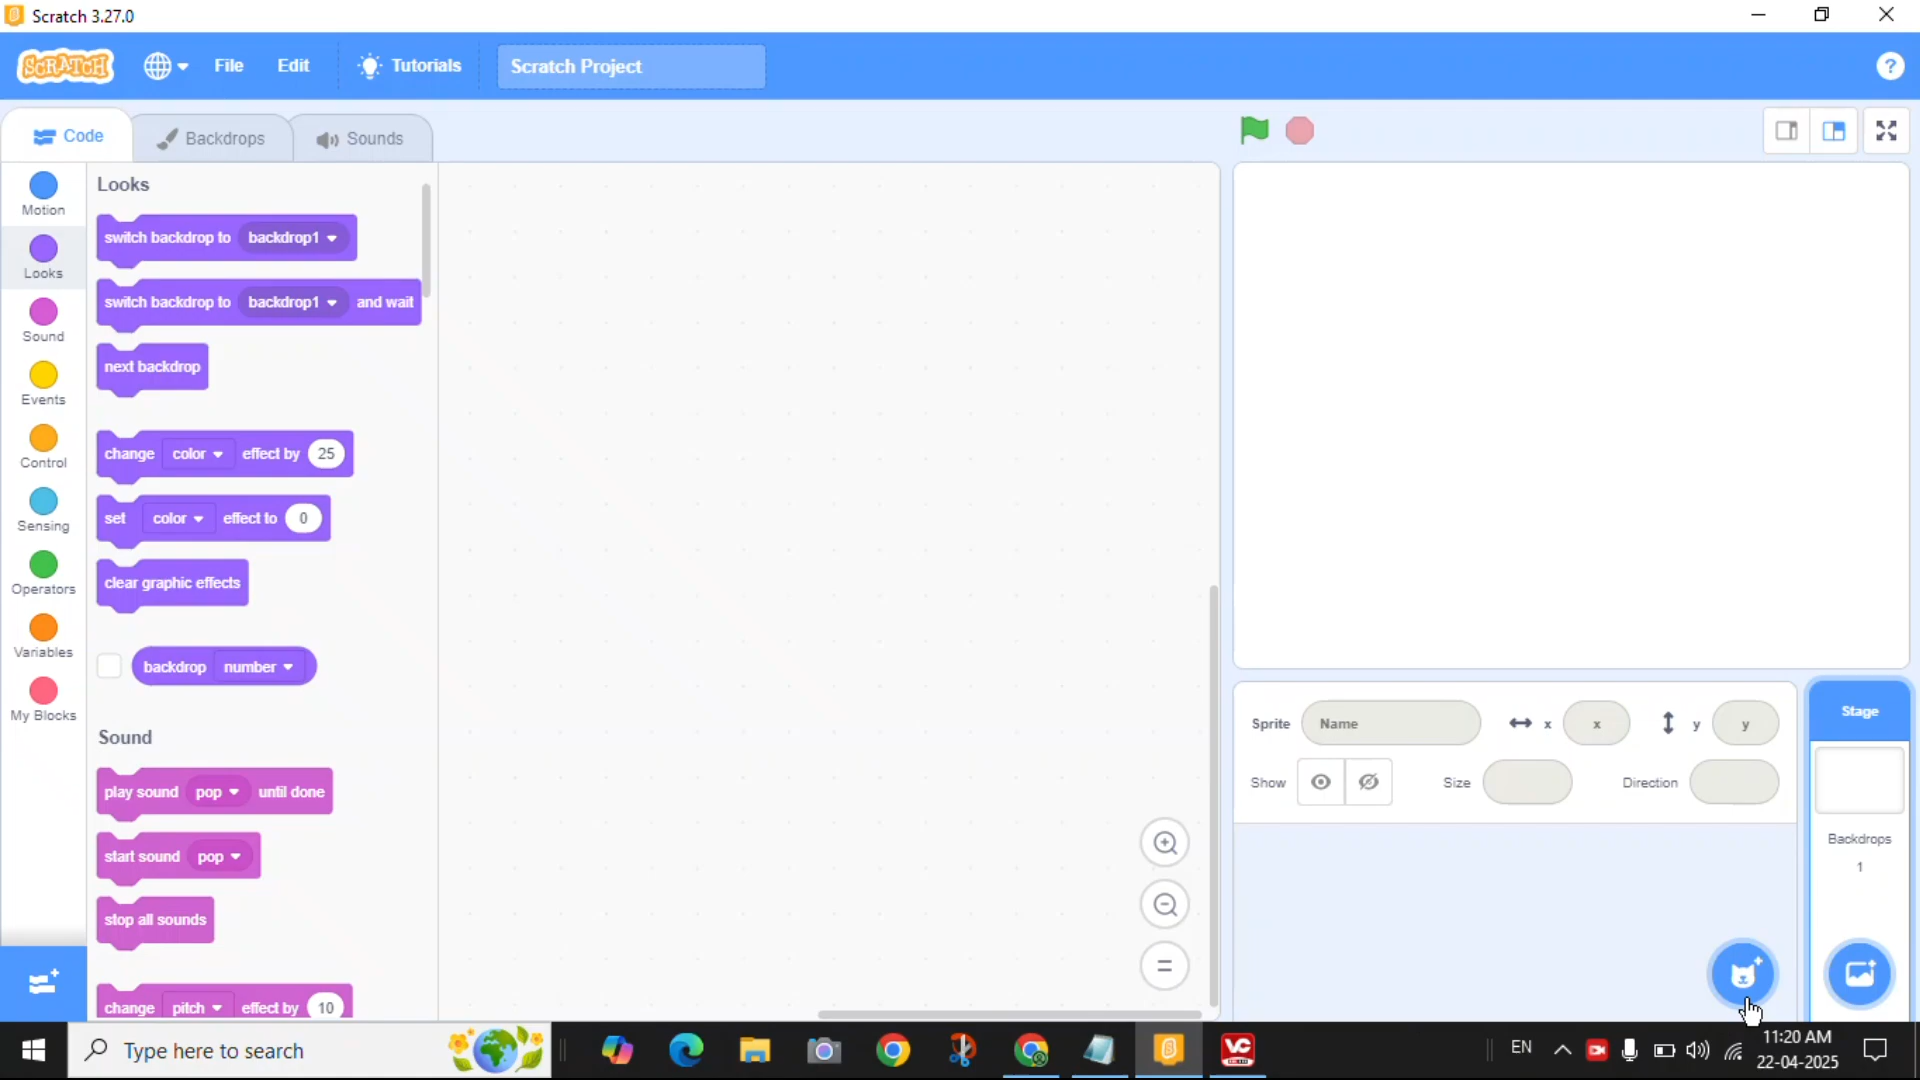 Scratch 3.27.0
SCRATCH File Edit Tutorials Scratch Project ?
Code Backdrops Sounds
Motion
Looks
Sound
Events
Control
Sensing
Operators
Variables
My Blocks
Looks
switch backdrop to backdrop1
switch backdrop to backdrop1 and wait
next backdrop
change color effect by 25
set color effect to 0
clear graphic effects
backdrop number
Sound
play sound pop until done
start sound pop
stop all sounds
change pitch effect by 10
Sprite Name x x y y
Show Size Direction
Stage
Backdrops
1
Type here to search
VC
EN
11:20 AM
22-04-2025